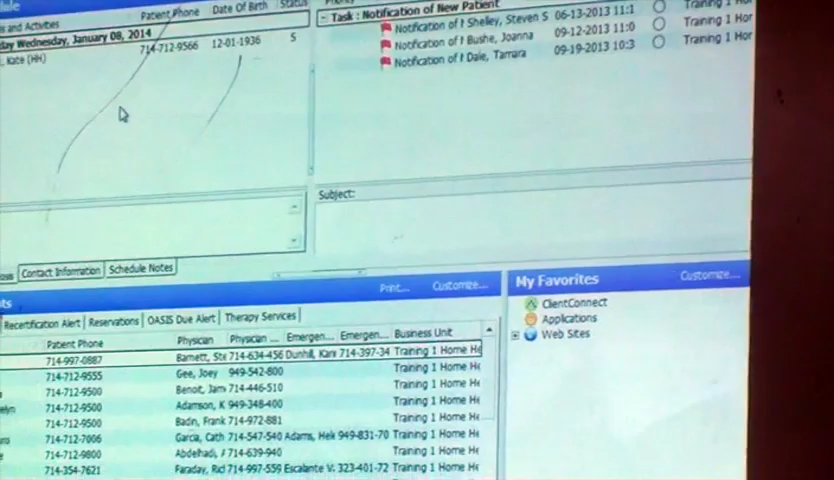 Patient Phone Date Of Birth Status
s and Activities
day Wednesday, January 08, 2014
, Kate (HH) 714-712-9566 12-01-1936 S
Task : Notification of New Patient
Notification of Shelley, Steven S 06-13-2013 11:1 Training 1 Hor
Notification of Bushe, Joanna 09-12-2013 11:0 Training 1 Hor
Notification of Dale, Tamara 09-19-2013 10:3 Training 1 Hor
Subject:
Contact Information Schedule Notes
ts Print... Customize...
Recertification Alert Reservations OASIS Due Alert Therapy Services
Patient Phone Physician Physician ... Emergen... Emergen... Business Unit
714-997-0887 Barnett, Ste 714-634-456 Dunhill, Kar 714-397-34 Training 1 Home He
714-712-9555 Gee, Joey 949-542-800 Training 1 Home He
714-712-9500 Benoit, Jam 714-446-510 Training 1 Home He
714-712-9500 Adamson, K 949-348-400 Training 1 Home He
714-712-9500 Badin, Frank 714-972-881 Training 1 Home He
714-712-7006 Garcia, Cath 714-547-540 Adams, Hele 949-831-70 Training 1 Home He
714-712-9800 Abdelhadi, 714-639-940 Training 1 Home He
714-354-7621 Faraday, Ric 714-997-559 Escalante V. 323-401-72 Training 1 Home He
My Favorites Customize...
ClientConnect
Applications
Web Sites